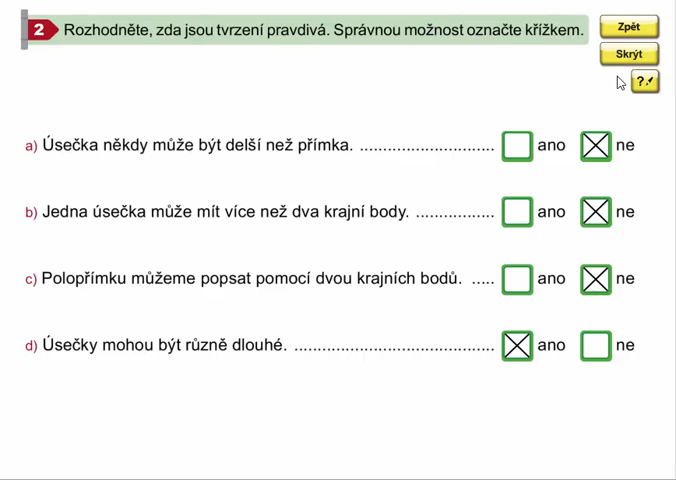 2 Rozhodněte, zda jsou tvrzení pravdivá. Správnou možnost označte křížkem.
Zpět
Skrýt
?
a) Úsečka někdy může být delší než přímka. ............................. ano ne
b) Jedna úsečka může mít více než dva krajní body. ................. ano ne
c) Polopřímku můžeme popsat pomocí dvou krajních bodů. ..... ano ne
d) Úsečky mohou být různě dlouhé. ........................................... ano ne